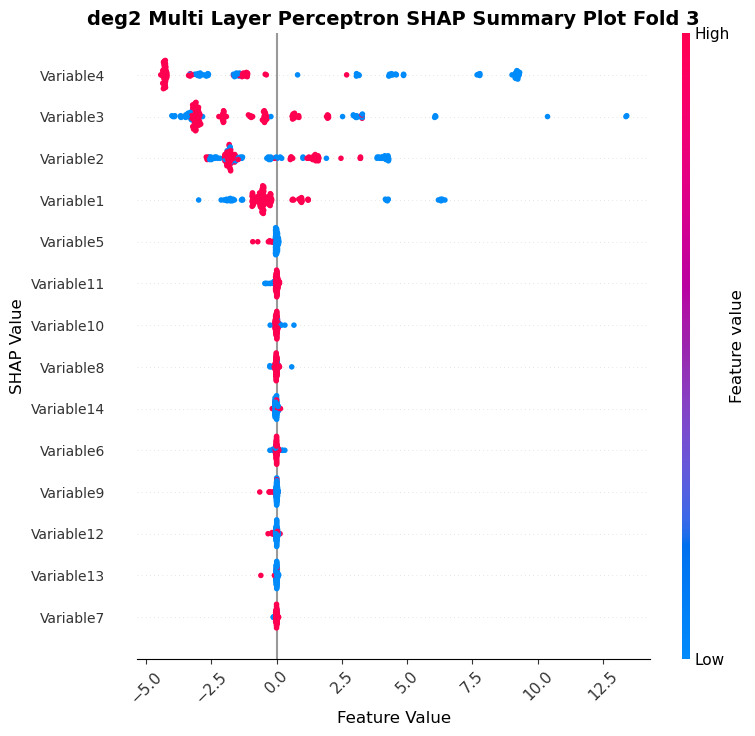 deg2 Multi Layer Perceptron SHAP Summary Plot Fold 3
High
Variable4
Variable3
Variable2
Variable1
Variable5
Variable11
Variable10
Variable8
Variable14
Variable6
Variable9
Variable12
Variable13
Variable7
SHAP Value
Feature value
Low
−5.0
−2.5
0.0
2.5
5.0
7.5
10.0
12.5
Feature Value